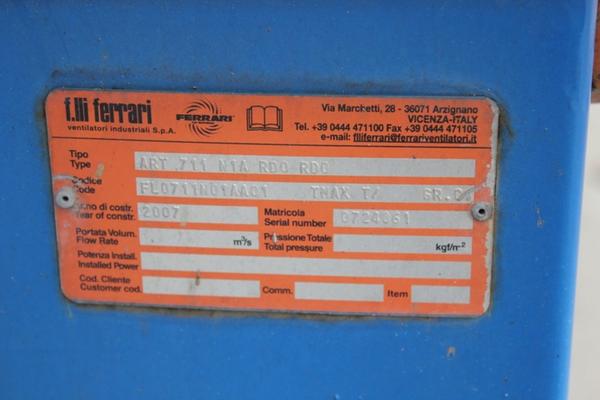 f.lli ferrari
ventilatori industriali S.p.A.
FERRARI
Via Marchetti, 28 - 36071 Arzignano
VICENZA-ITALY
Tel. +39 0444 471100 Fax +39 0444 471105
e-mail: flliferrari@ferrariventilatori.it
Tipo
Type
ART 711 N1A RD0 RD0
Codice
Code
FL0711N01AA01 TMAX T/ GR.C.
Anno di costr.
Year of constr.
2007
Matricola
Serial number
0724061
Portata Volum.
Flow Rate
m³/s
Pressione Totale
Total pressure
kgf/m²
Potenza Install.
Installed Power
Cod. Cliente
Customer cod.
Comm.
Item